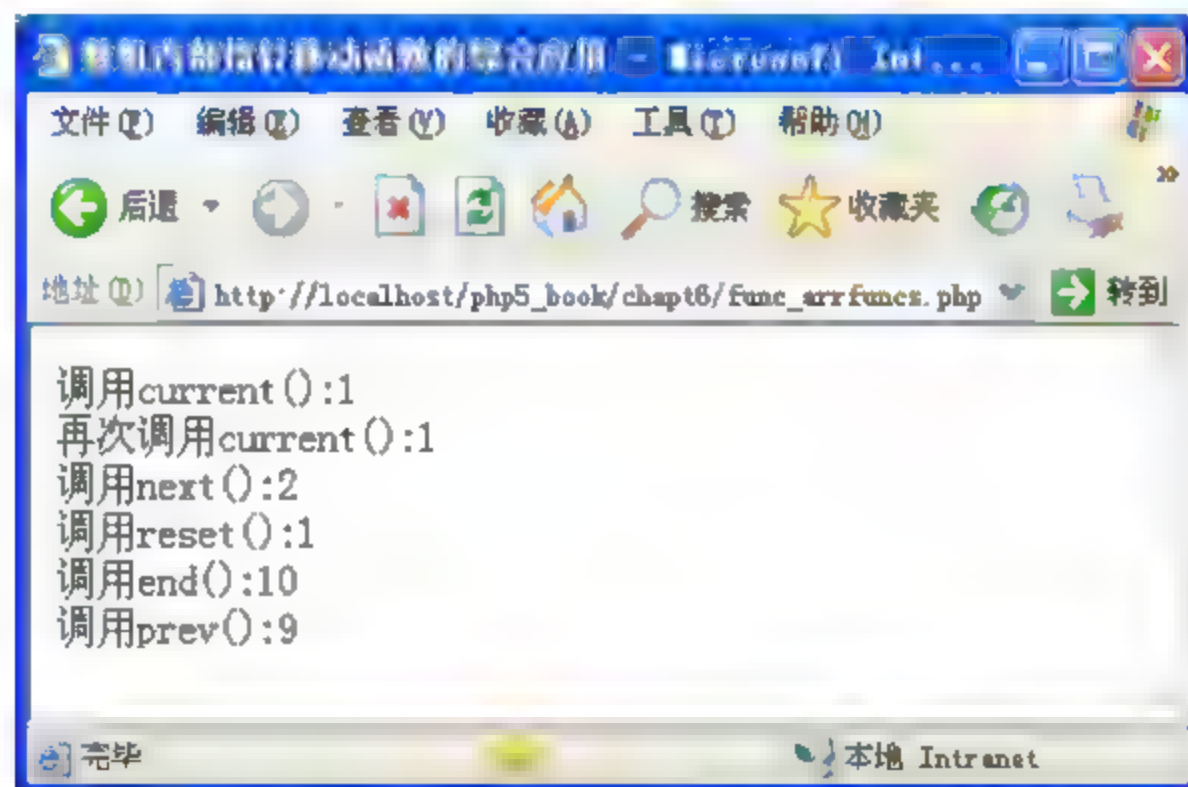 Int...
文件(F) 编辑(E) 查看(V) 收藏(A) 工具(T) 帮助(H)
后退 搜索 收藏夹
地址(D) http://localhost/php5_book/chapt6/func_arrfuncs.php 转到
调用current():1
再次调用current():1
调用next():2
调用reset():1
调用end():10
调用prev():9
完毕 本地 Intranet